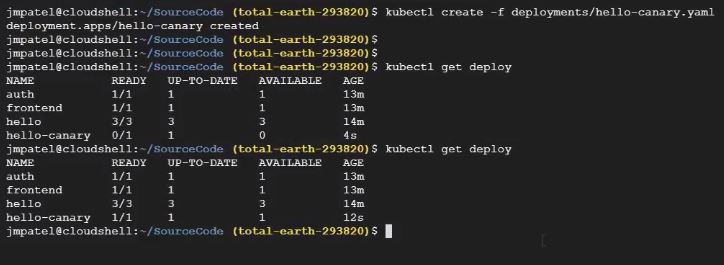 jmpatel@cloudshell:~/SourceCode (total-earth-293820)$ kubectl create -f deployments/hello-canary.yaml
deployment.apps/hello-canary created
jmpatel@cloudshell:~/SourceCode (total-earth-293820)$
jmpatel@cloudshell:~/SourceCode (total-earth-293820)$
jmpatel@cloudshell:~/SourceCode (total-earth-293820)$ kubectl get deploy
NAME READY UP-TO-DATE AVAILABLE AGE
auth 1/1 1 1 13m
frontend 1/1 1 1 13m
hello 3/3 3 3 14m
hello-canary 0/1 1 0 4s
jmpatel@cloudshell:~/SourceCode (total-earth-293820)$ kubectl get deploy
NAME READY UP-TO-DATE AVAILABLE AGE
auth 1/1 1 1 13m
frontend 1/1 1 1 13m
hello 3/3 3 3 14m
hello-canary 1/1 1 1 12s
jmpatel@cloudshell:~/SourceCode (total-earth-293820)$